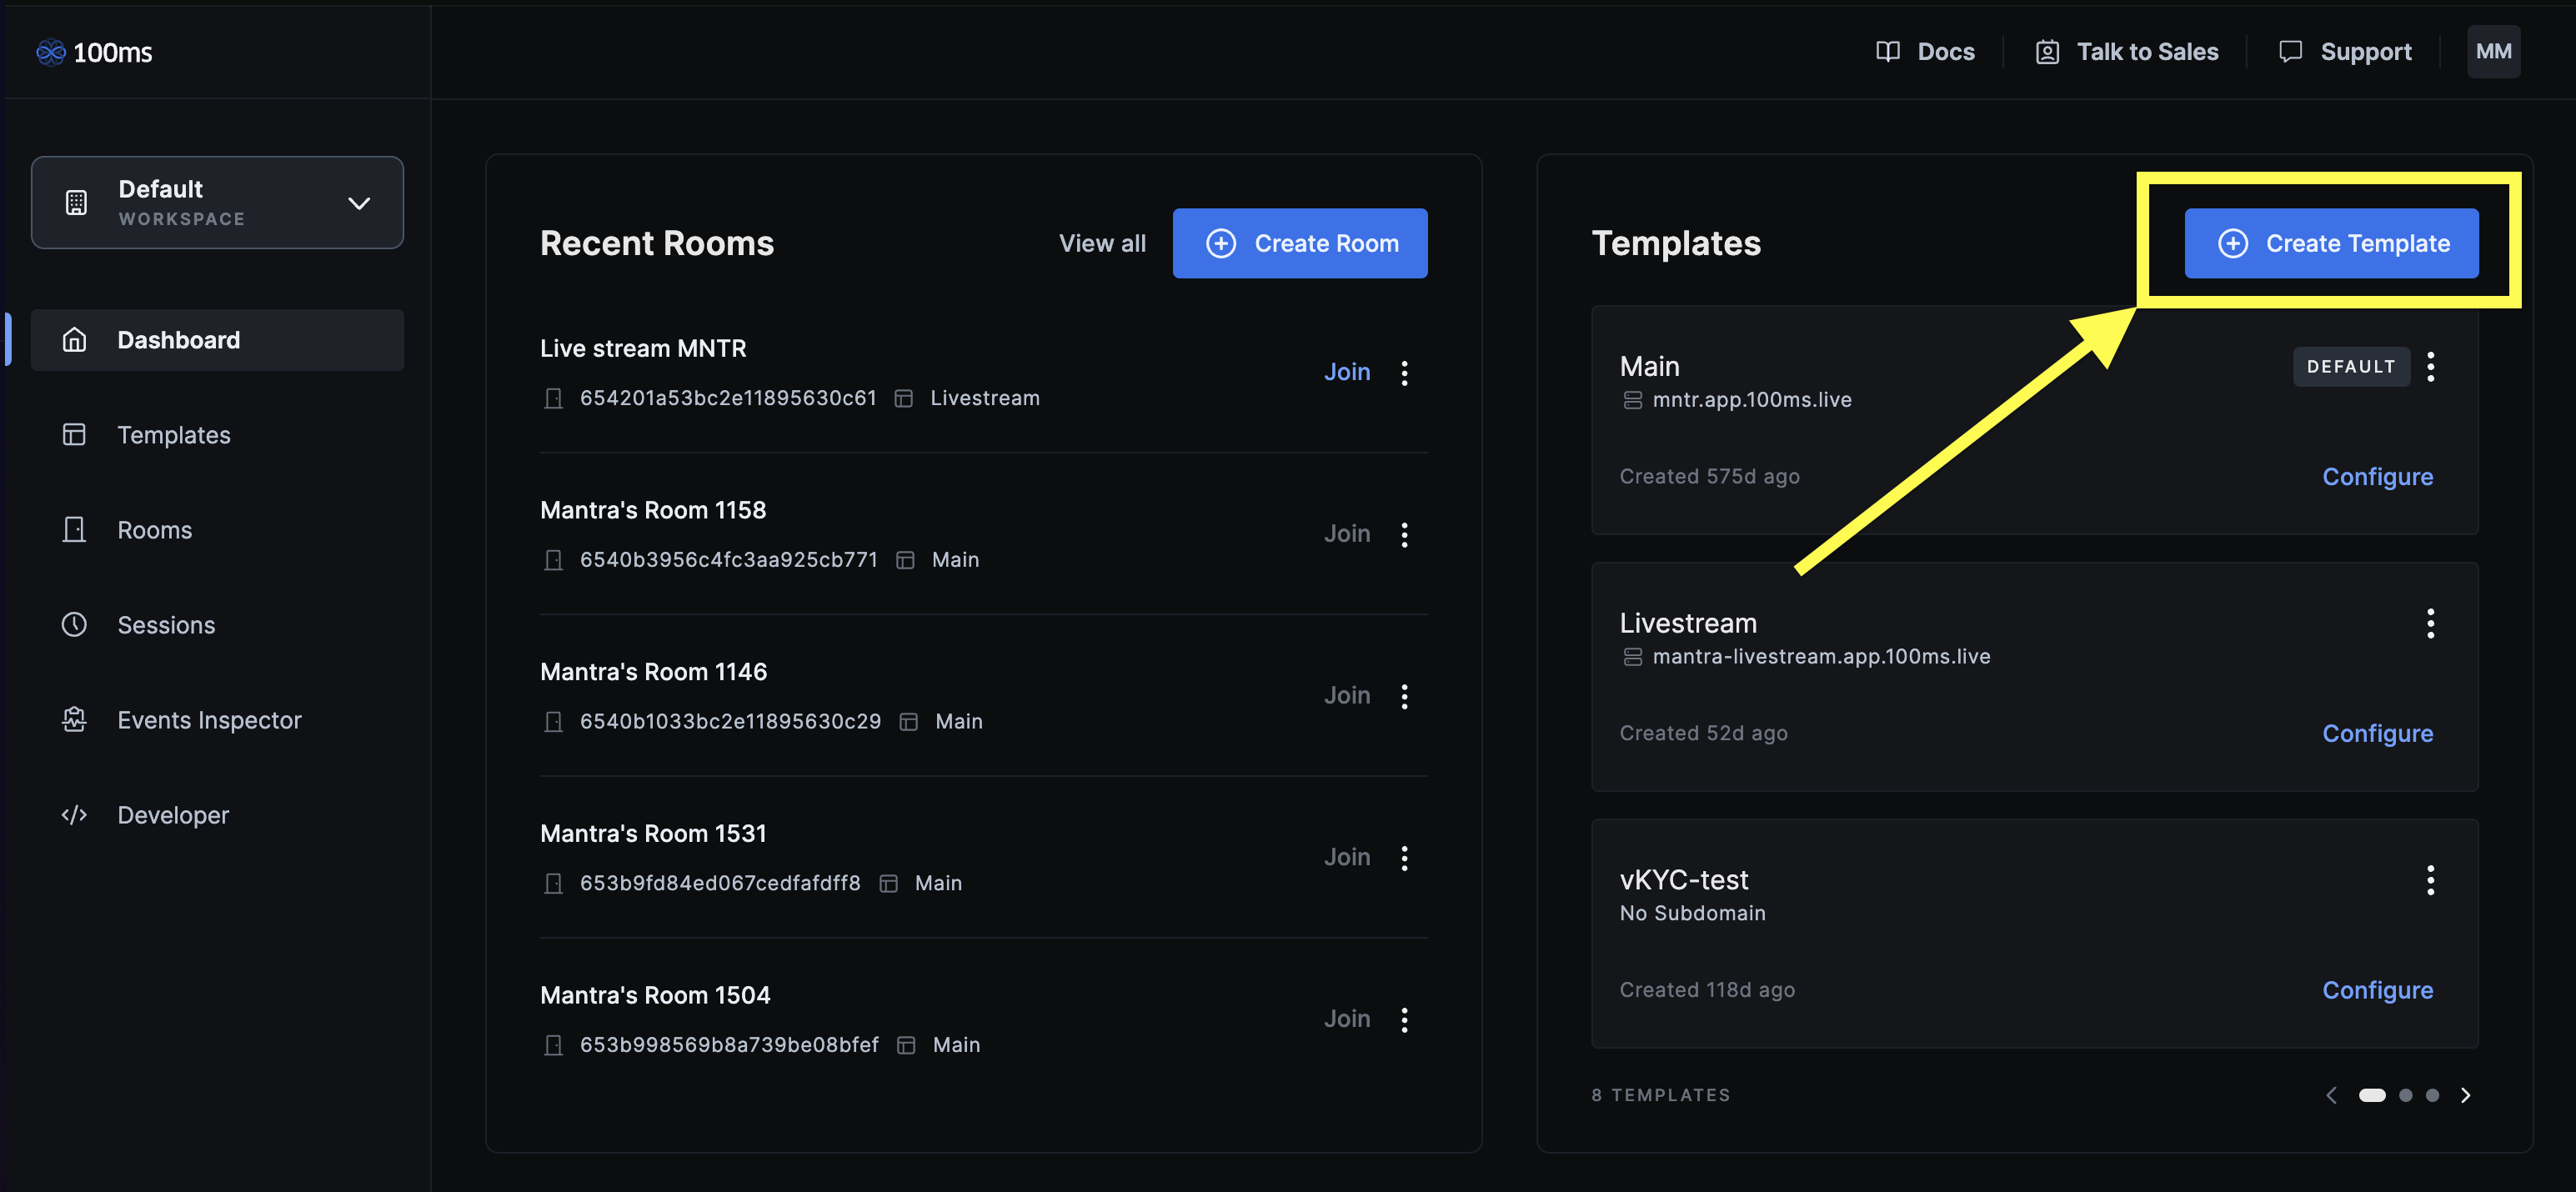 100ms
Docs
Talk to Sales
Support
MM
Default
WORKSPACE
Dashboard
Templates
Rooms
Sessions
Events Inspector
Developer
Recent Rooms
View all
Create Room
Live stream MNTR
654201a53bc2e11895630c61 Livestream
Join
Mantra's Room 1158
6540b3956c4fc3aa925cb771 Main
Join
Mantra's Room 1146
6540b1033bc2e11895630c29 Main
Join
Mantra's Room 1531
653b9fd84ed067cedfafdff8 Main
Join
Mantra's Room 1504
653b998569b8a739be08bfef Main
Join
Templates
Create Template
Main
DEFAULT
mntr.app.100ms.live
Created 575d ago
Configure
Livestream
mantra-livestream.app.100ms.live
Created 52d ago
Configure
vKYC-test
No Subdomain
Created 118d ago
Configure
8 TEMPLATES